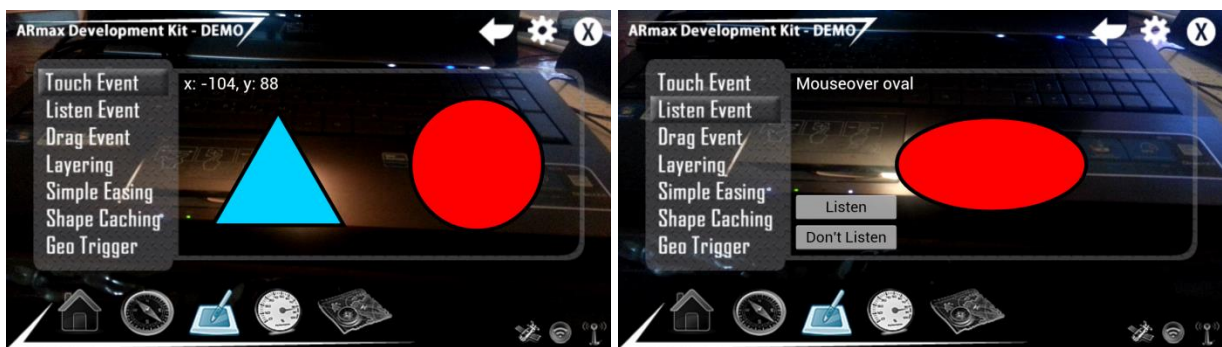 ARmax Development Kit - DEMO
X
Touch Event
Listen Event
Drag Event
Layering
Simple Easing
Shape Caching
Geo Trigger
x: -104, y: 88
ARmax Development Kit - DEMO
X
Touch Event
Listen Event
Drag Event
Layering
Simple Easing
Shape Caching
Geo Trigger
Mouseover oval
Listen
Don't Listen